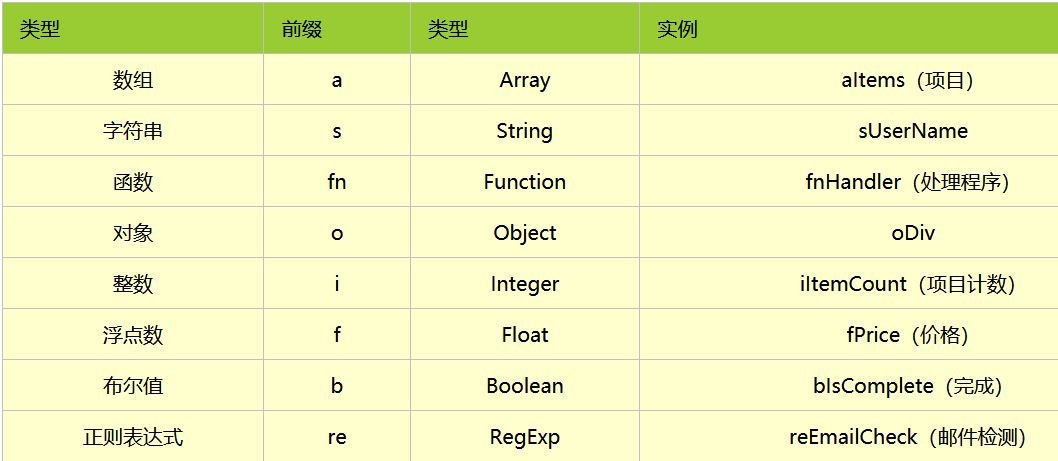 类型 前缀 类型 实例
数组 a Array aItems（项目）
字符串 s String sUserName
函数 fn Function fnHandler（处理程序）
对象 o Object oDiv
整数 i Integer iItemCount（项目计数）
浮点数 f Float fPrice（价格）
布尔值 b Boolean bIsComplete（完成）
正则表达式 re RegExp reEmailCheck（邮件检测）